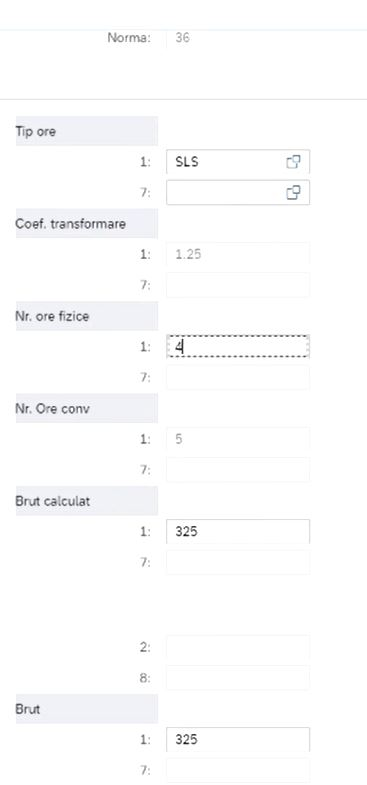 Norma: 36
Tip ore
1: SLS
7:
Coef. transformare
1: 1.25
7:
Nr. ore fizice
1: 4
7:
Nr. Ore conv
1: 5
7:
Brut calculat
1: 325
7:
2:
8:
Brut
1: 325
7: